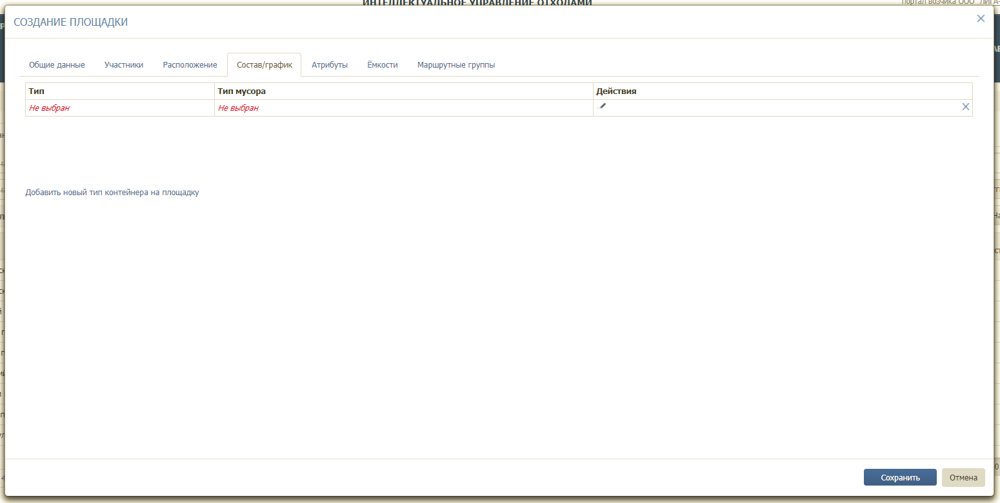 ИНТЕЛЛЕКТУАЛЬНОЕ УПРАВЛЕНИЕ ОТХОДАМИ
портал возчика ООО "ЛИГА-
СОЗДАНИЕ ПЛОЩАДКИ
Общие данные Участники Расположение Состав/график Атрибуты Ёмкости Маршрутные группы
Тип Тип мусора Действия
Не выбран Не выбран
Добавить новый тип контейнера на площадку
Сохранить Отмена